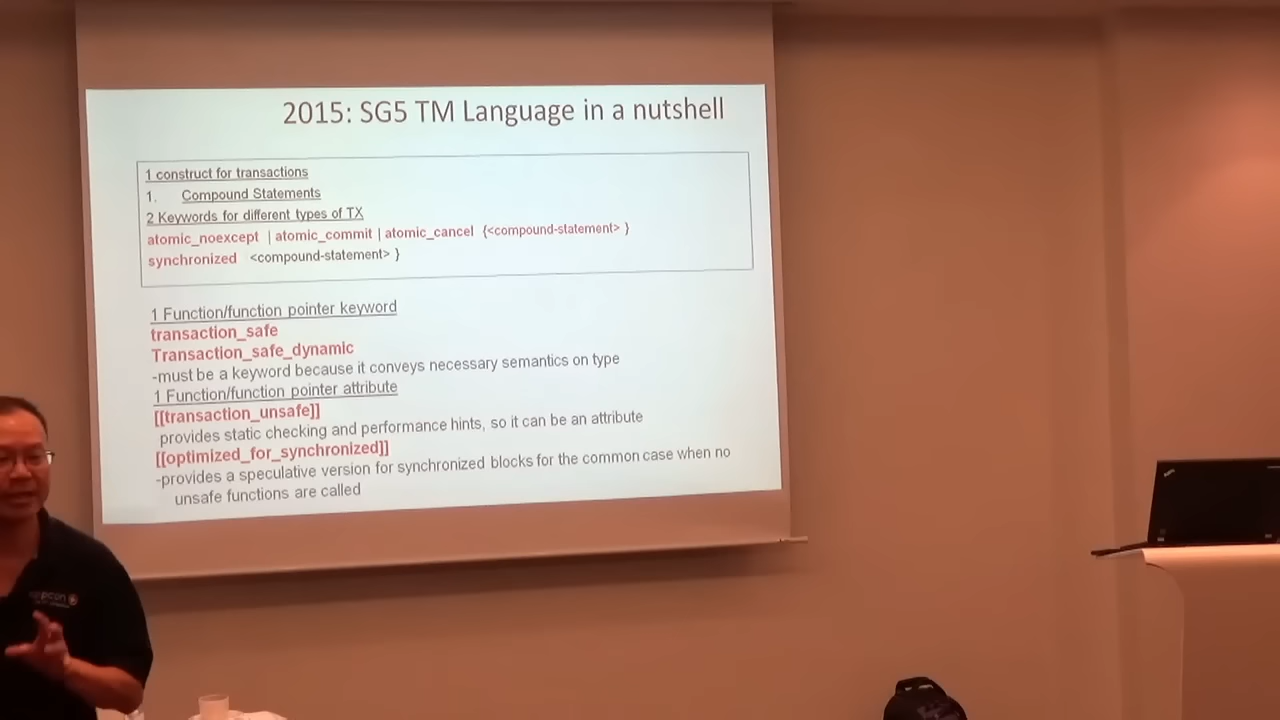 2015: SG5 TM Language in a nutshell
1 construct for transactions
1. Compound Statements
2 Keywords for different types of TX
atomic_noexcept | atomic_commit | atomic_cancel {<compound-statement> }
synchronized <compound-statement> }
1 Function/function pointer keyword
transaction_safe
Transaction_safe_dynamic
-must be a keyword because it conveys necessary semantics on type
1 Function/function pointer attribute
[[transaction_unsafe]]
provides static checking and performance hints, so it can be an attribute
[[optimized_for_synchronized]]
-provides a speculative version for synchronized blocks for the common case when no
unsafe functions are called